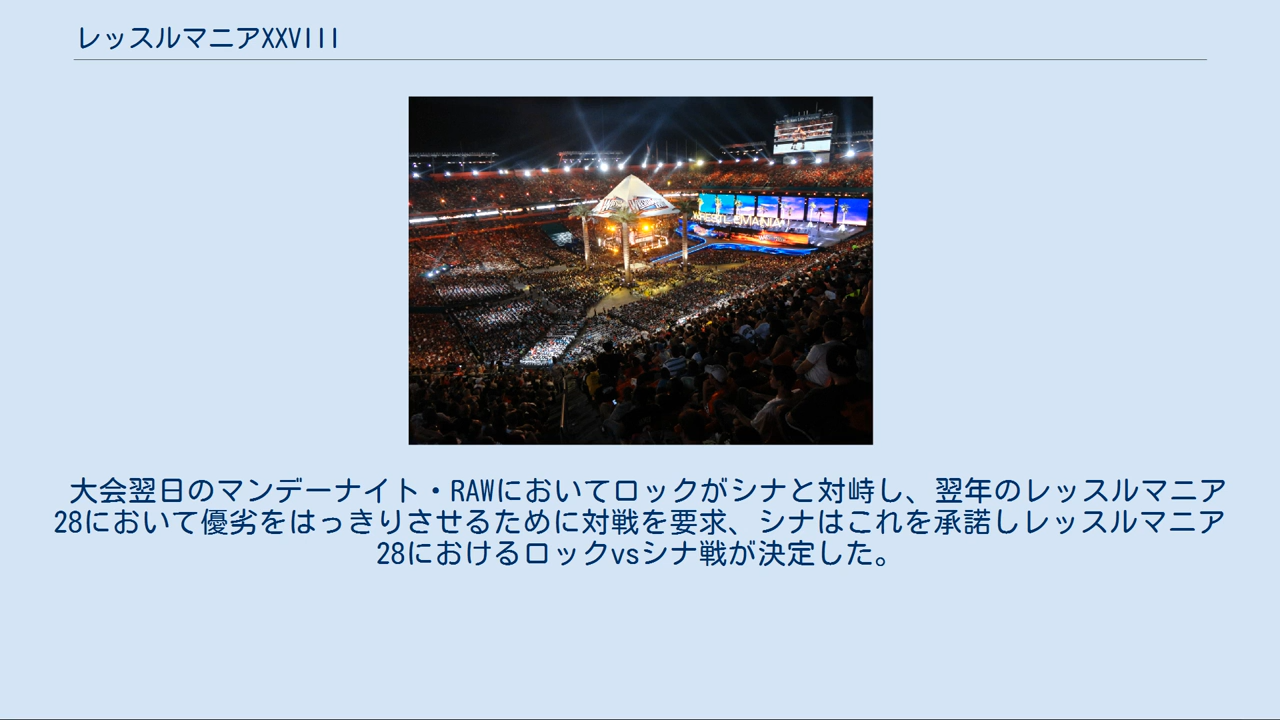 レッスルマニアXXVIII
WRESTLEMANIA
大会翌日のマンデーナイト・RAWにおいてロックがシナと対峙し、翌年のレッスルマニア
28において優劣をはっきりさせるために対戦を要求、シナはこれを承諾しレッスルマニア
28におけるロックvsシナ戦が決定した。